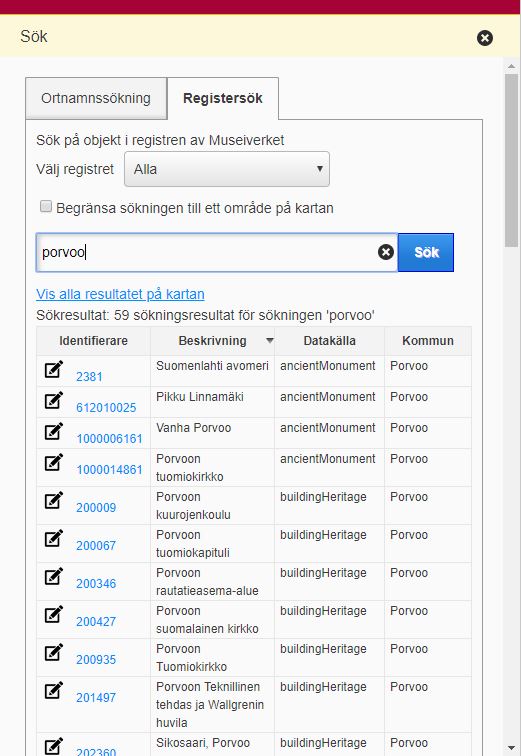 Sök
Ortnamnssökning Registersök
Sök på objekt i registren av Museiverket
Välj registret Alla
Begränsa sökningen till ett område på kartan
porvoo Sök
Vis alla resultatet på kartan
Sökresultat: 59 sökningsresultat för sökningen 'porvoo'
Identifierare Beskrivning Datakälla Kommun
2381 Suomenlahti avomeri ancientMonument Porvoo
612010025 Pikku Linnamäki ancientMonument Porvoo
1000006161 Vanha Porvoo ancientMonument Porvoo
1000014861 Porvoon ancientMonument Porvoo
tuomiokirkko
200009 Porvoon buildingHeritage Porvoo
kuurojenkoulu
200067 Porvoon buildingHeritage Porvoo
tuomiokapituli
200346 Porvoon buildingHeritage Porvoo
rautatieasema-alue
200427 Porvoon buildingHeritage Porvoo
suomalainen kirkko
200935 Porvoon buildingHeritage Porvoo
Tuomiokirkko
201497 Porvoon Teknillinen buildingHeritage Porvoo
tehdas ja Wallgrenin
huvila
202360 Sikosaari, Porvoo buildingHeritage Porvoo